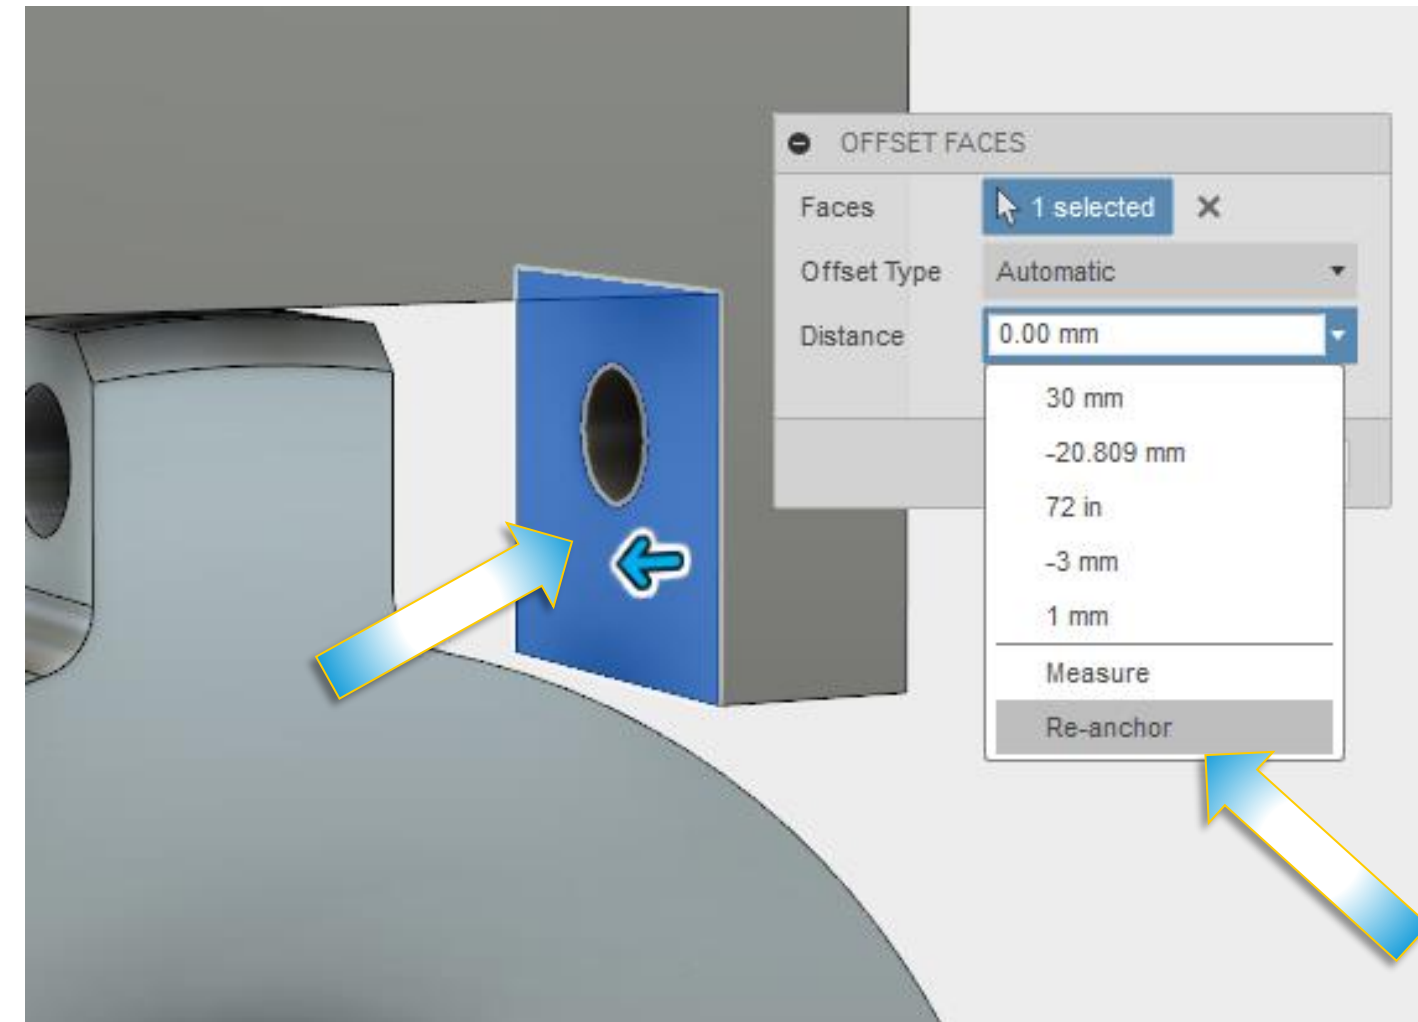 OFFSET FACES
Faces
1 selected
Offset Type
Automatic
Distance
0.00 mm
30 mm
-20.809 mm
72 in
-3 mm
1 mm
Measure
Re-anchor